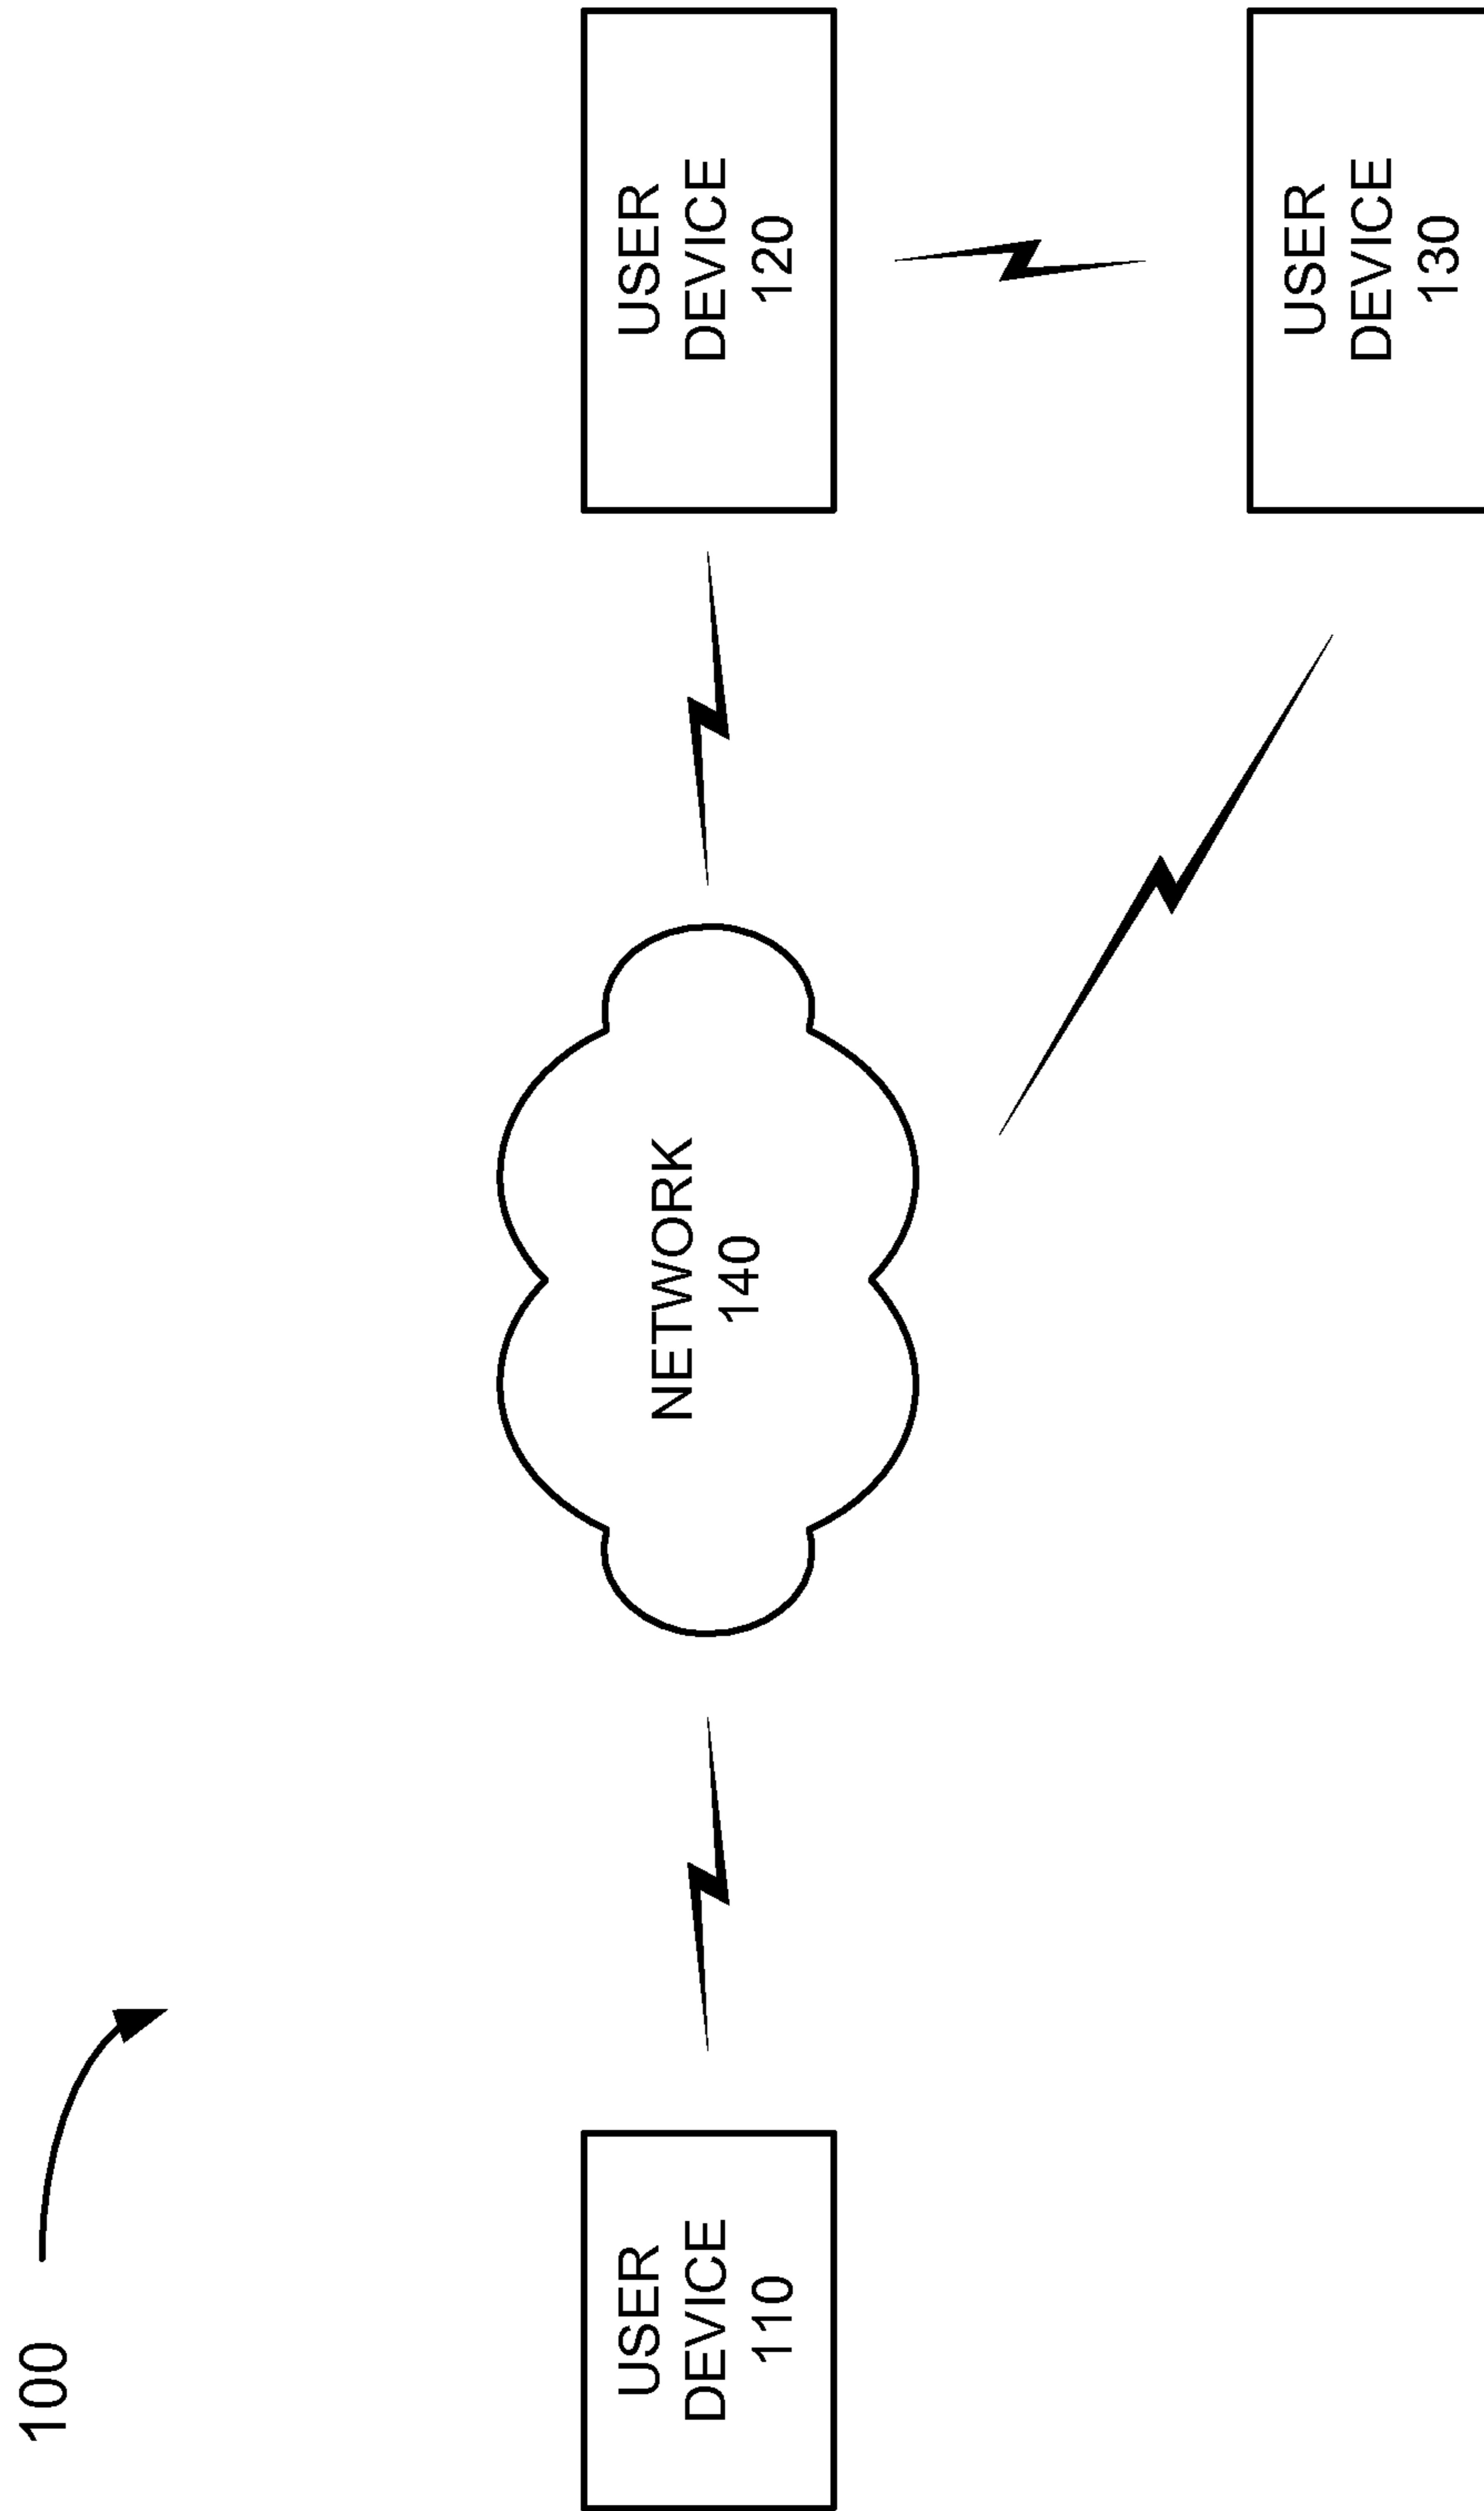 100
USER
DEVICE
110
NETWORK
140
USER
DEVICE
120
USER
DEVICE
130